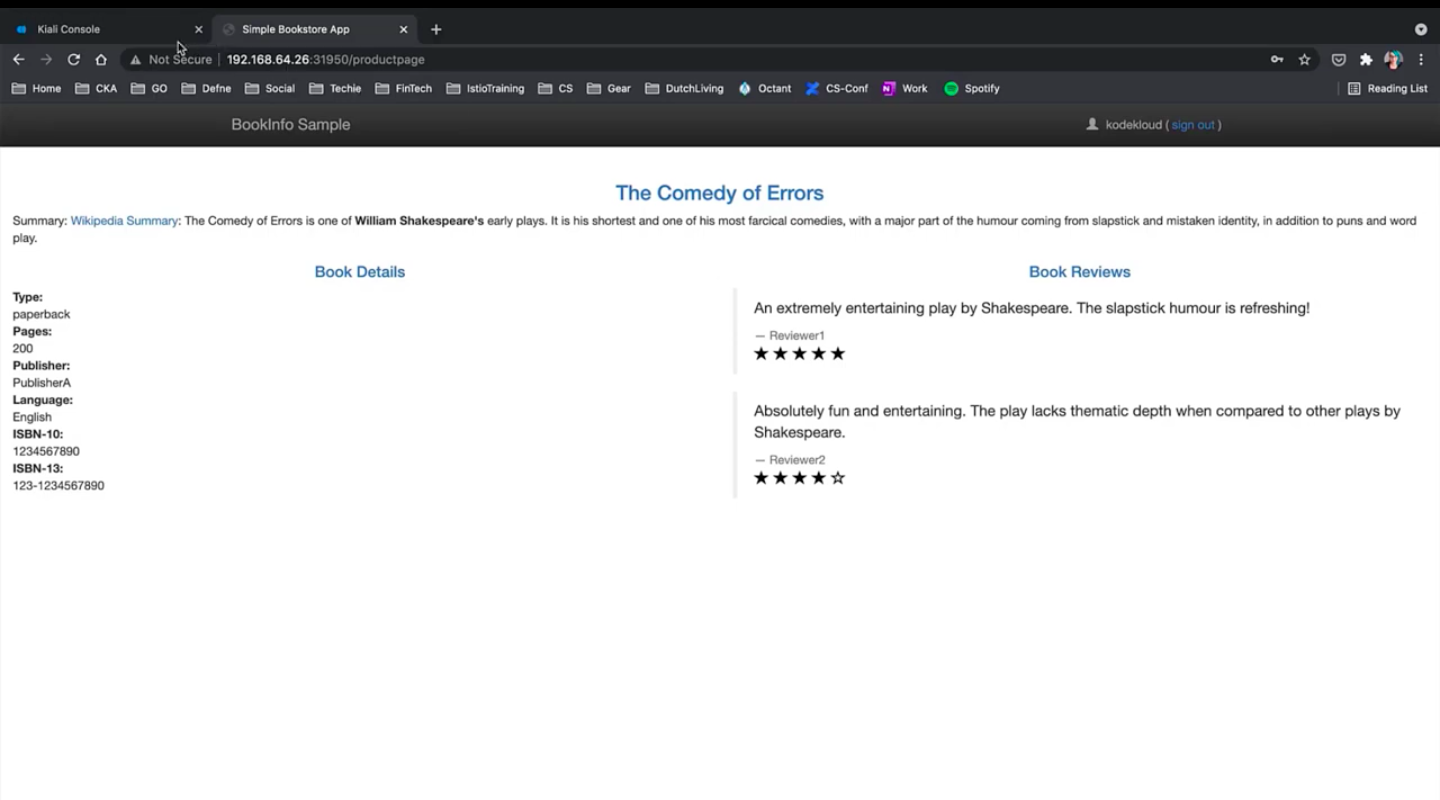 Kiali Console
Simple Bookstore App
Not Secure 192.168.64.26:31950/productpage
Home CKA GO Defne Social Techie FinTech IstioTraining CS Gear DutchLiving Octant CS-Conf Work Spotify Reading List
BookInfo Sample
kodekloud ( sign out )
The Comedy of Errors
Summary: Wikipedia Summary: The Comedy of Errors is one of William Shakespeare's early plays. It is his shortest and one of his most farcical comedies, with a major part of the humour coming from slapstick and mistaken identity, in addition to puns and word
play.
Book Details
Type:
paperback
Pages:
200
Publisher:
PublisherA
Language:
English
ISBN-10:
1234567890
ISBN-13:
123-1234567890
Book Reviews
An extremely entertaining play by Shakespeare. The slapstick humour is refreshing!
— Reviewer1
★★★★★
Absolutely fun and entertaining. The play lacks thematic depth when compared to other plays by
Shakespeare.
— Reviewer2
★★★★☆